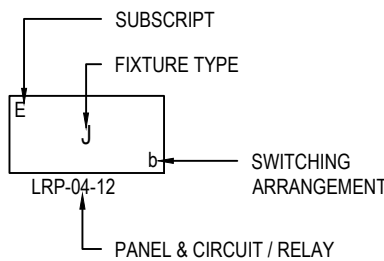 SUBSCRIPT
FIXTURE TYPE
E
J
b
SWITCHING
ARRANGEMENT
LRP-04-12
PANEL & CIRCUIT / RELAY